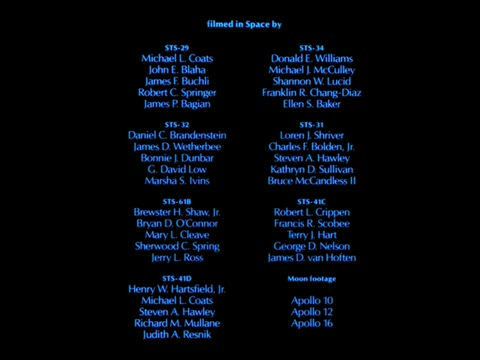 filmed in Space by
STS-29
Michael L. Coats
John E. Blaha
James F. Buchli
Robert C. Springer
James P. Bagian
STS-34
Donald E. Williams
Michael J. McCulley
Shannon W. Lucid
Franklin R. Chang-Diaz
Ellen S. Baker
STS-32
Daniel C. Brandenstein
James D. Wetherbee
Bonnie J. Dunbar
G. David Low
Marsha S. Ivins
STS-31
Loren J. Shriver
Charles F. Bolden, Jr.
Steven A. Hawley
Kathryn D. Sullivan
Bruce McCandless II
STS-61B
Brewster H. Shaw, Jr.
Bryan D. O'Connor
Mary L. Cleave
Sherwood C. Spring
Jerry L. Ross
STS-41C
Robert L. Crippen
Francis R. Scobee
Terry J. Hart
George D. Nelson
James D. van Hoften
STS-41D
Henry W. Hartsfield, Jr.
Michael L. Coats
Steven A. Hawley
Richard M. Mullane
Judith A. Resnik
Moon footage
Apollo 10
Apollo 12
Apollo 16